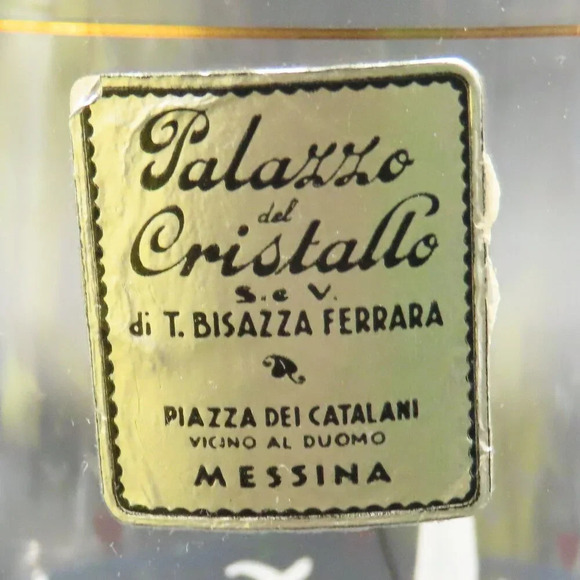 Palazzo
del
Cristallo
S. e V.
di T. BISAZZA FERRARA
PIAZZA DEI CATALANI
VICINO AL DUOMO
MESSINA